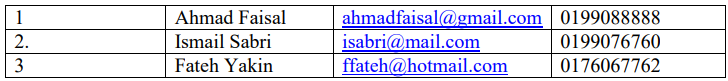 1 Ahmad Faisal ahmadfaisal@gmail.com 0199088888
2. Ismail Sabri isabri@mail.com 0199076760
3 Fateh Yakin ffateh@hotmail.com 0176067762